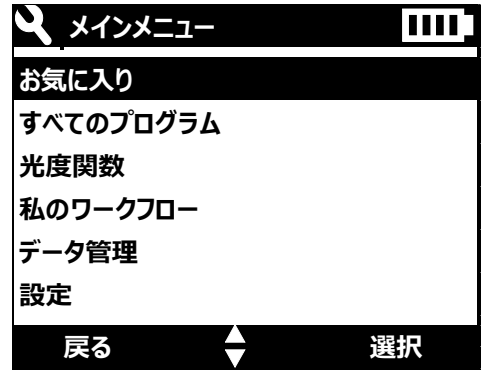 メインメニュー
お気に入り
すべてのプログラム
光度関数
私のワークフロー
データ管理
設定
戻る 選択